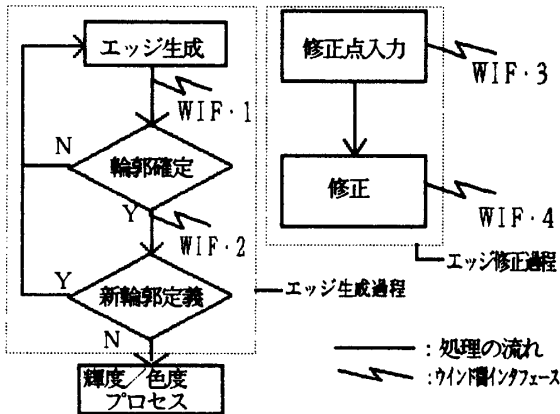 エッジ生成
WIF・1
N
輪郭確定
Y
WIF・2
Y
新輪郭定義
N
輝度／色度
プロセス
エッジ生成過程
修正点入力
WIF・3
修正
WIF・4
エッジ修正過程
：処理の流れ
：ウインド間インタフェース